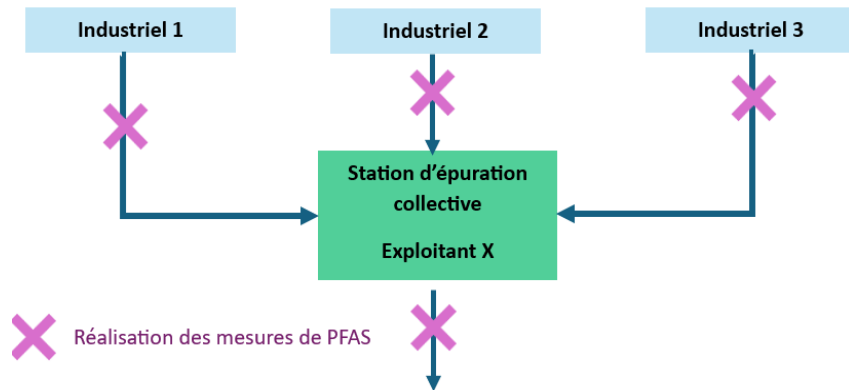 Industriel 1
Industriel 2
Industriel 3
Station d'épuration
collective
Exploitant X
Réalisation des mesures de PFAS